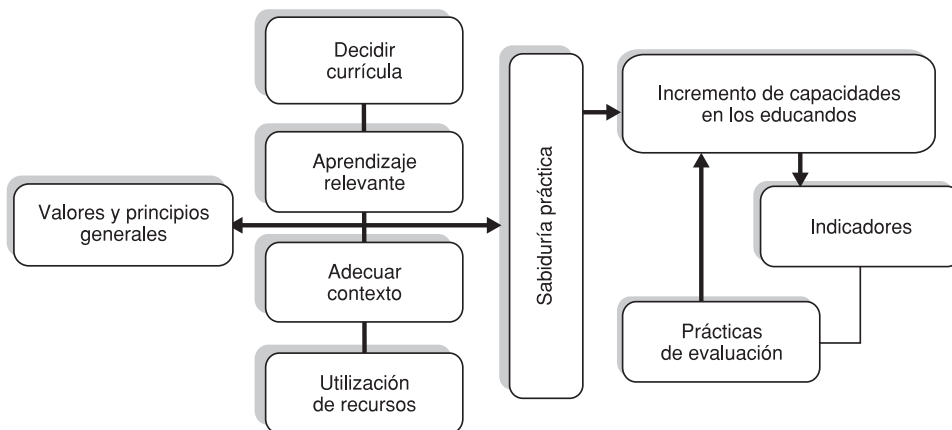 Decidir
currícula
Aprendizaje
relevante
Valores y principios
generales
Adecuar
contexto
Utilización
de recursos
Sabiduría práctica
Incremento de capacidades
en los educandos
Indicadores
Prácticas
de evaluación